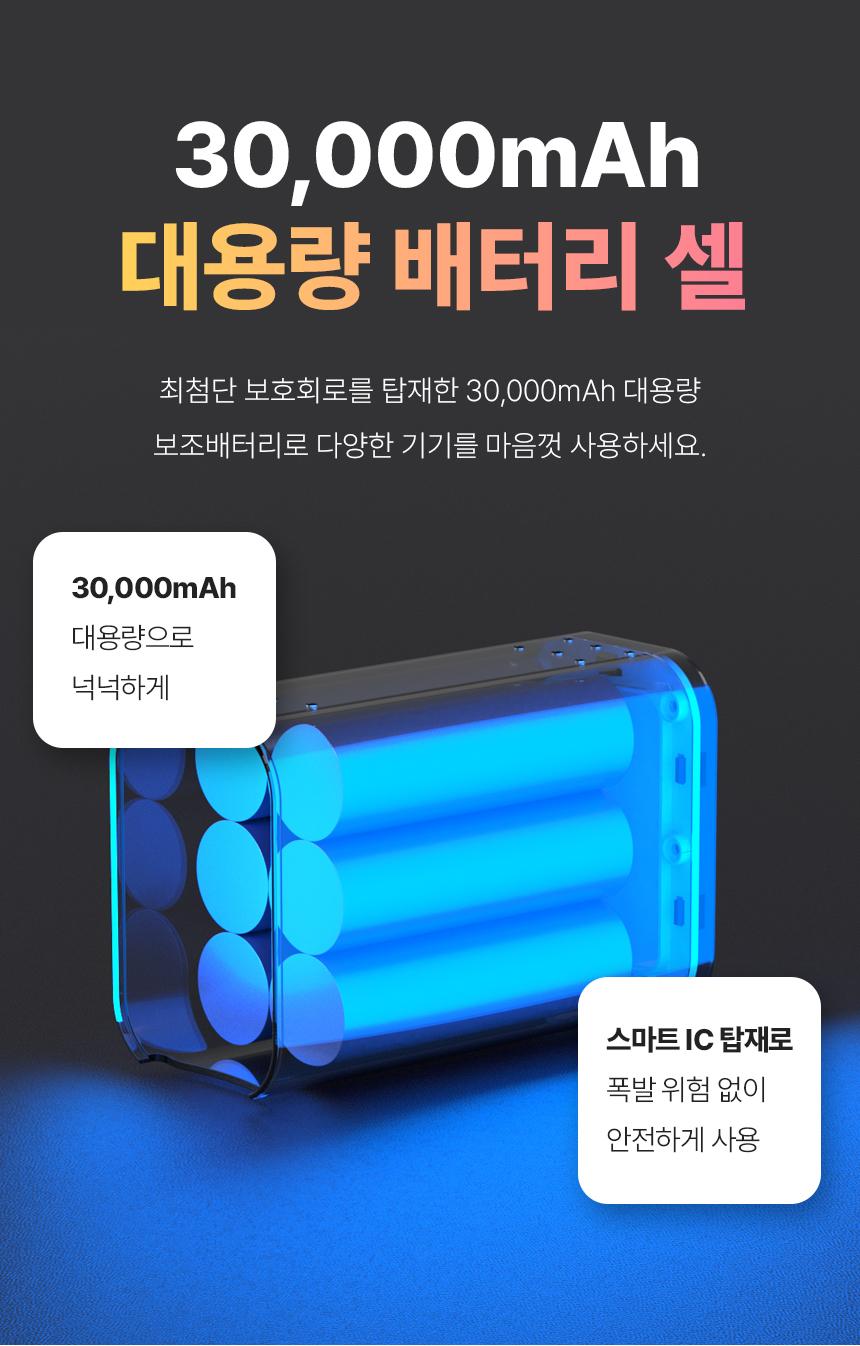 30,000mAh
대용량 배터리 셀
최첨단 보호회로를 탑재한 30,000mAh 대용량
보조배터리로 다양한 기기를 마음껏 사용하세요.
30,000mAh
대용량으로
넉넉하게
스마트 IC 탑재로
폭발 위험 없이
안전하게 사용